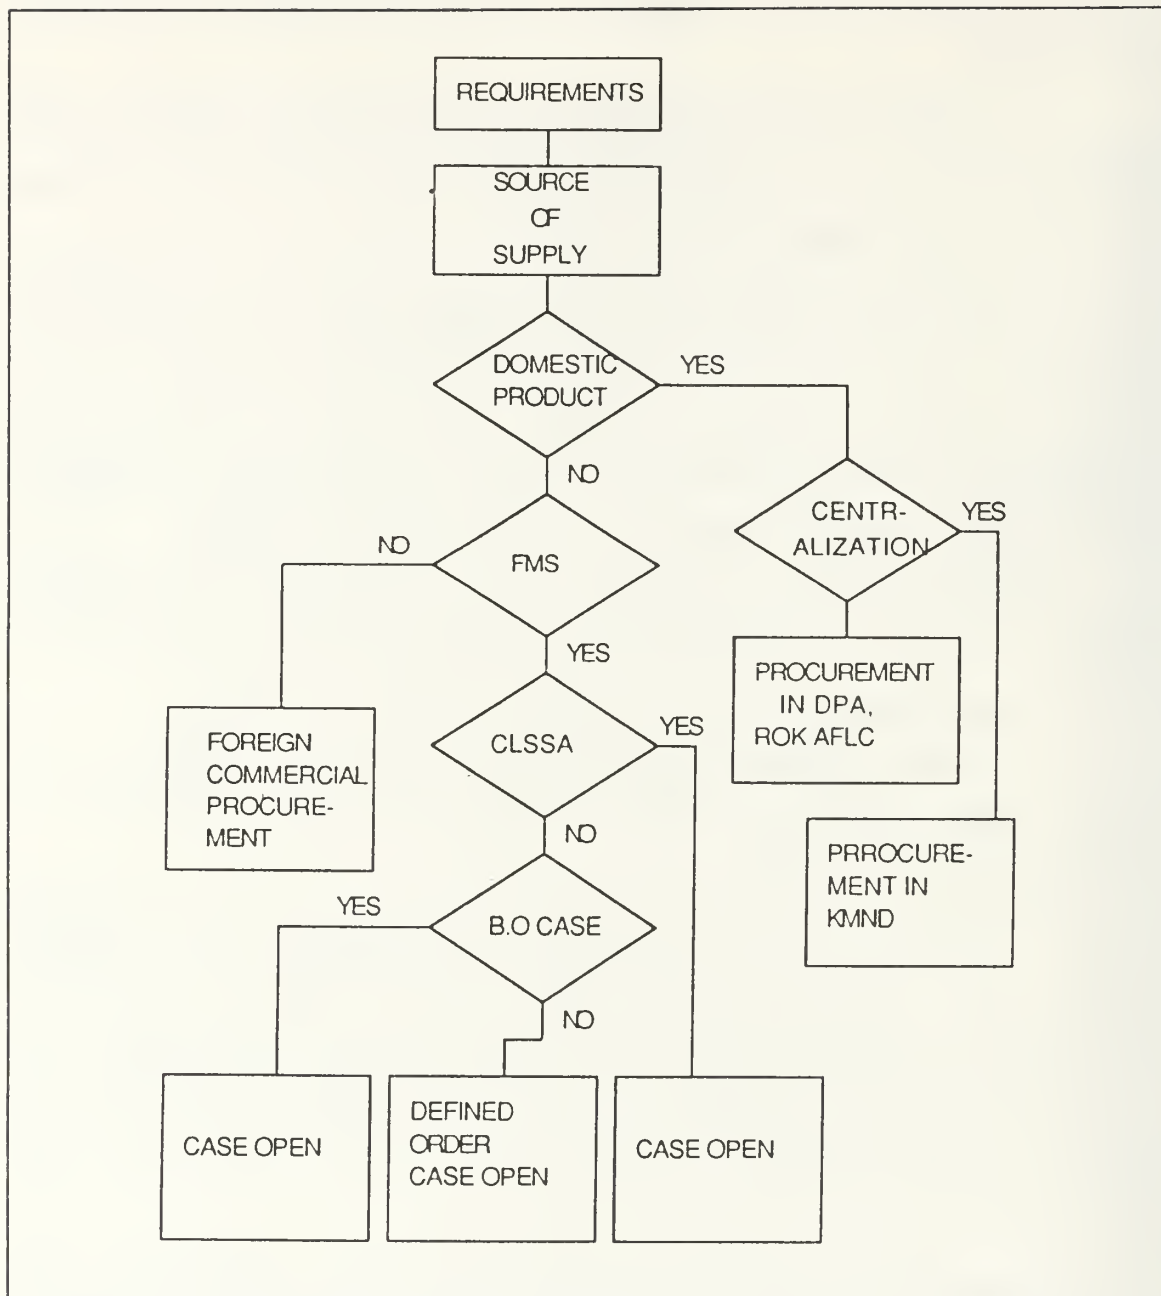 REQUIREMENTS
SOURCE
OF
SUPPLY
DOMESTIC
PRODUCT
YES
NO
CENTR-
ALIZATION
YES
NO
FMS
YES
PROCUREMENT
IN DPA,
ROK AFLC
FOREIGN
COMMERCIAL
PROCURE-
MENT
CLSSA
YES
NO
PRROCURE-
MENT IN
KMND
YES
B.O CASE
NO
CASE OPEN
DEFINED
ORDER
CASE OPEN
CASE OPEN